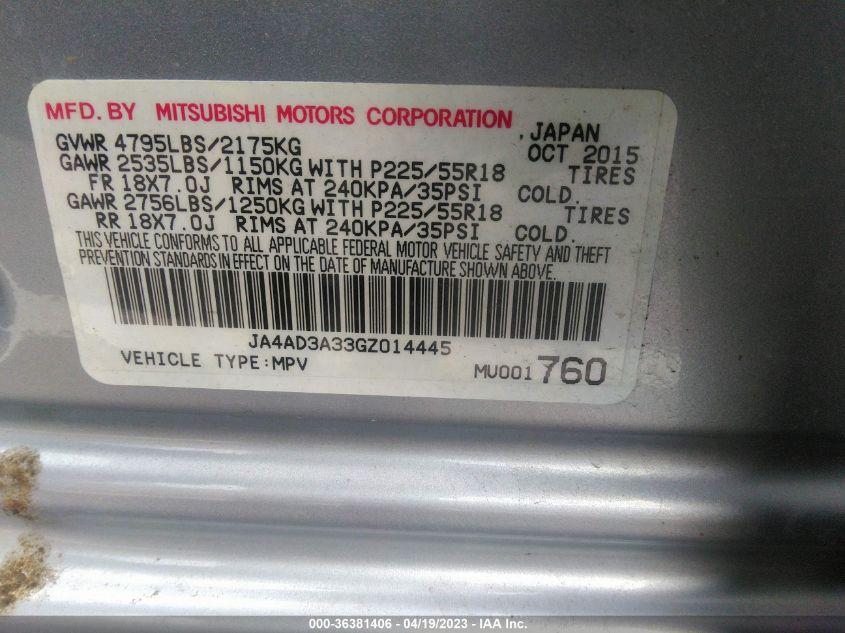 MFD. BY MITSUBISHI MOTORS CORPORATION
GVWR 4795LBS/2175KG , JAPAN OCT 2015
GAWR 2535LBS/1150KG WITH P225/55R18 TIRES
FR 18X7.0J RIMS AT 240KPA/35PSI COLD.
GAWR 2756LBS/1250KG WITH P225/55R18 TIRES
RR 18X7.0J RIMS AT 240KPA/35PSI COLD.
THIS VEHICLE CONFORMS TO ALL APPLICABLE FEDERAL MOTOR VEHICLE SAFETY AND THEFT
PREVENTION STANDARDS IN EFFECT ON THE DATE OF MANUFACTURE SHOWN ABOVE.
JA4AD3A33GZ014445
VEHICLE TYPE:MPV MU001760
000-36381406 - 04/19/2023 - IAA Inc.